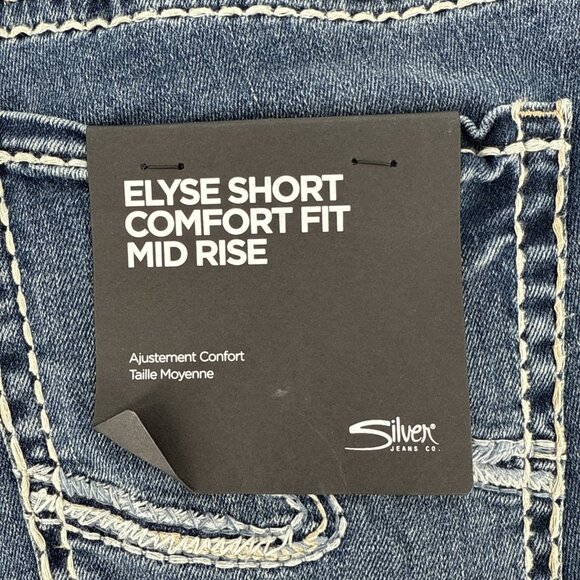 ELYSE SHORT
COMFORT FIT
MID RISE
Ajustement Confort
Taille Moyenne
Silver
JEANS CO.